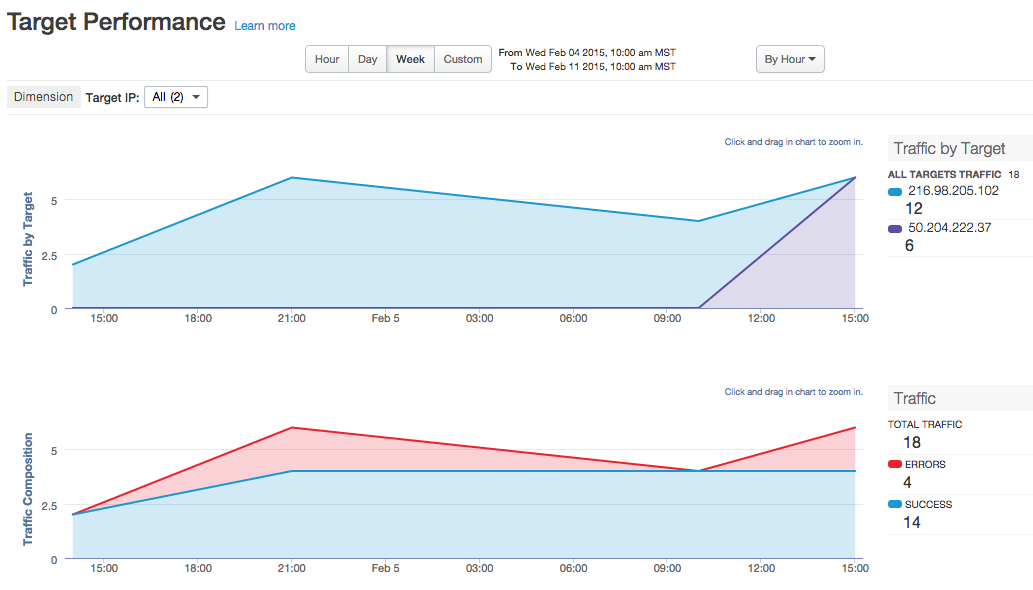 Target Performance Learn more
Hour Day Week Custom
From Wed Feb 04 2015, 10:00 am MST
To Wed Feb 11 2015, 10:00 am MST
By Hour
Dimension Target IP: All (2)
Click and drag in chart to zoom in.
Traffic by Target
5
2.5
0
15:00 18:00 21:00 Feb 5 03:00 06:00 09:00 12:00 15:00
Traffic by Target
ALL TARGETS TRAFFIC 18
216.98.205.102
12
50.204.222.37
6
Click and drag in chart to zoom in.
Traffic Composition
5
2.5
0
15:00 18:00 21:00 Feb 5 03:00 06:00 09:00 12:00 15:00
Traffic
TOTAL TRAFFIC
18
ERRORS
4
SUCCESS
14